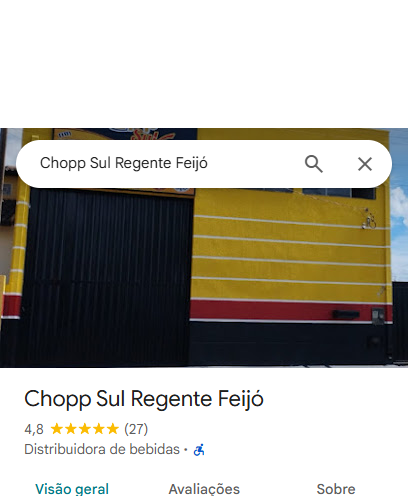 Chopp Sul Regente Feijó
Chopp Sul Regente Feijó
4,8 (27)
Distribuidora de bebidas ·
Visão geral Avaliações Sobre